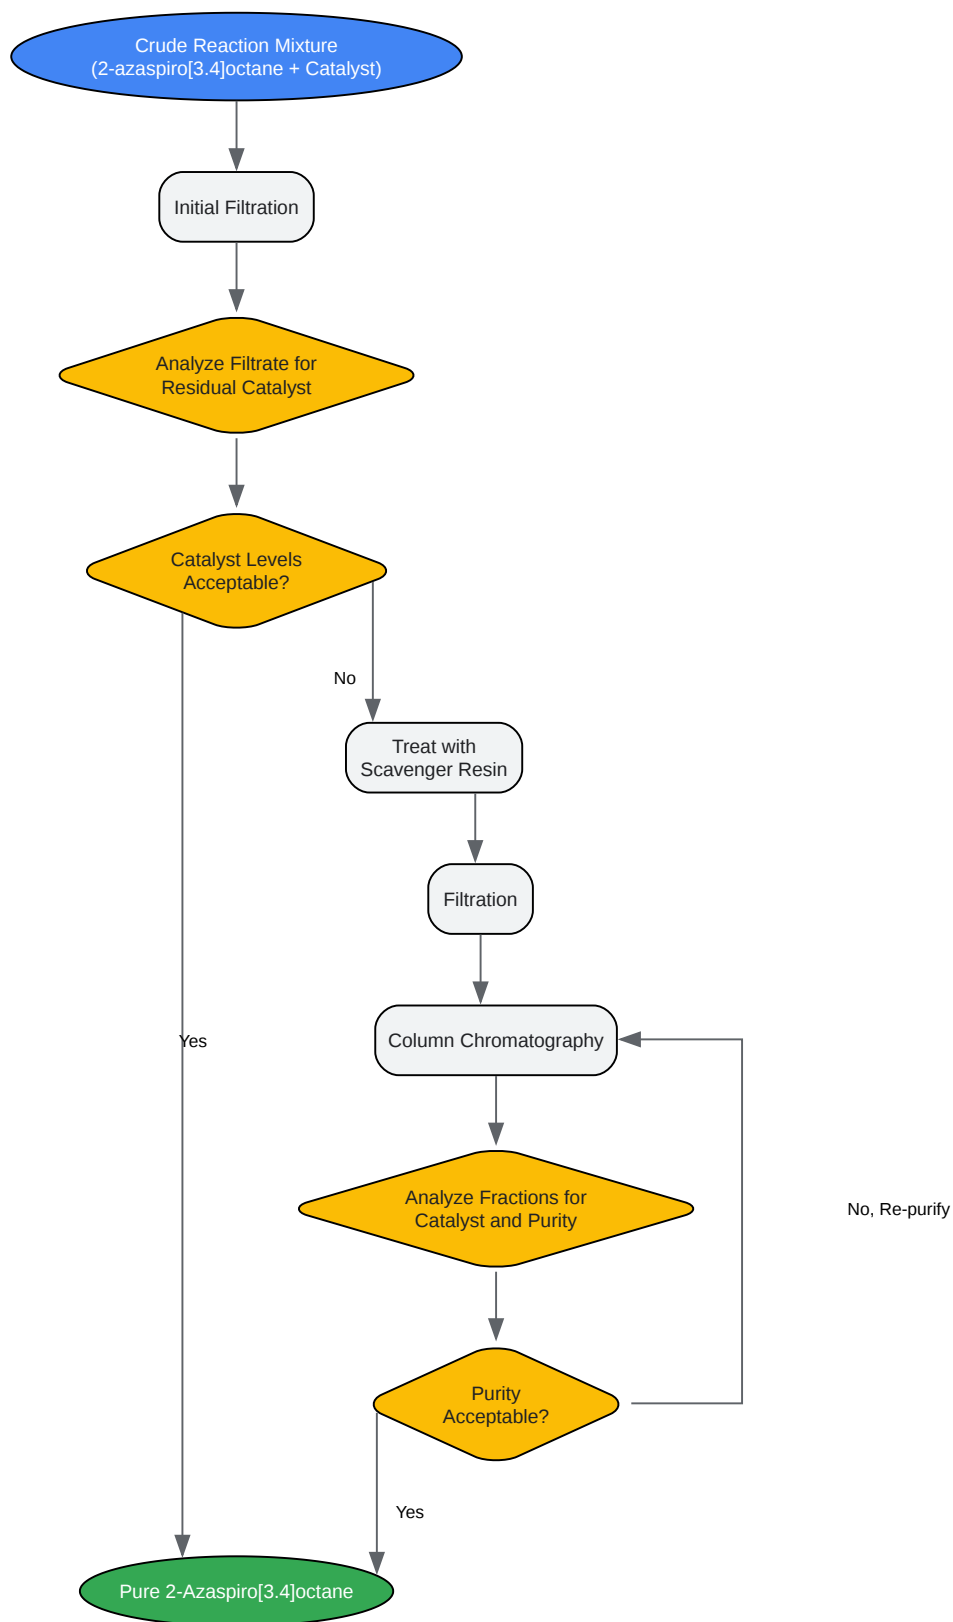 Crude Reaction Mixture
(2-azaspiro[3.4]octane + Catalyst)
Initial Filtration
Analyze Filtrate for
Residual Catalyst
Catalyst Levels
Acceptable?
No
Treat with
Scavenger Resin
Filtration
Yes
Column Chromatography
Analyze Fractions for
Catalyst and Purity
No, Re-purify
Purity
Acceptable?
Yes
Pure 2-Azaspiro[3.4]octane